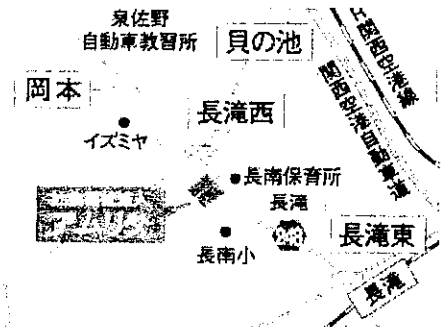 泉佐野
自動車教習所
貝の池
岡本
長滝西
イズミヤ
関西空港線
関西空港自動車道
長南保育所
長滝
長滝東
長南小
長滝